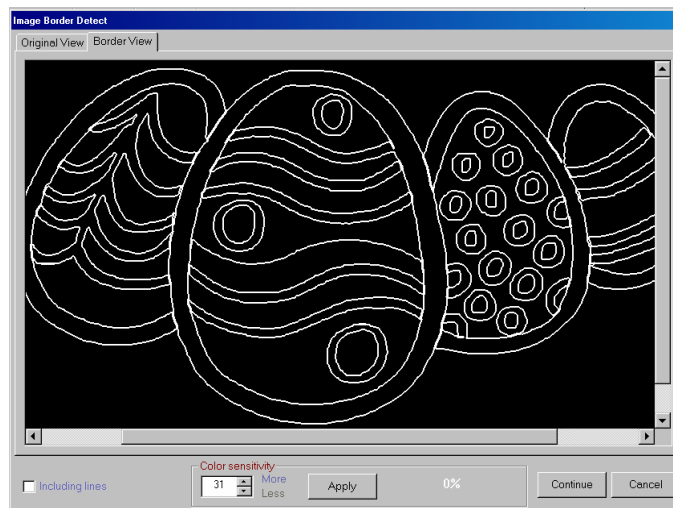 Image Border Detect
Original View
Border View
Including lines
Color sensitivity
31
More
Less
Apply
0%
Continue
Cancel